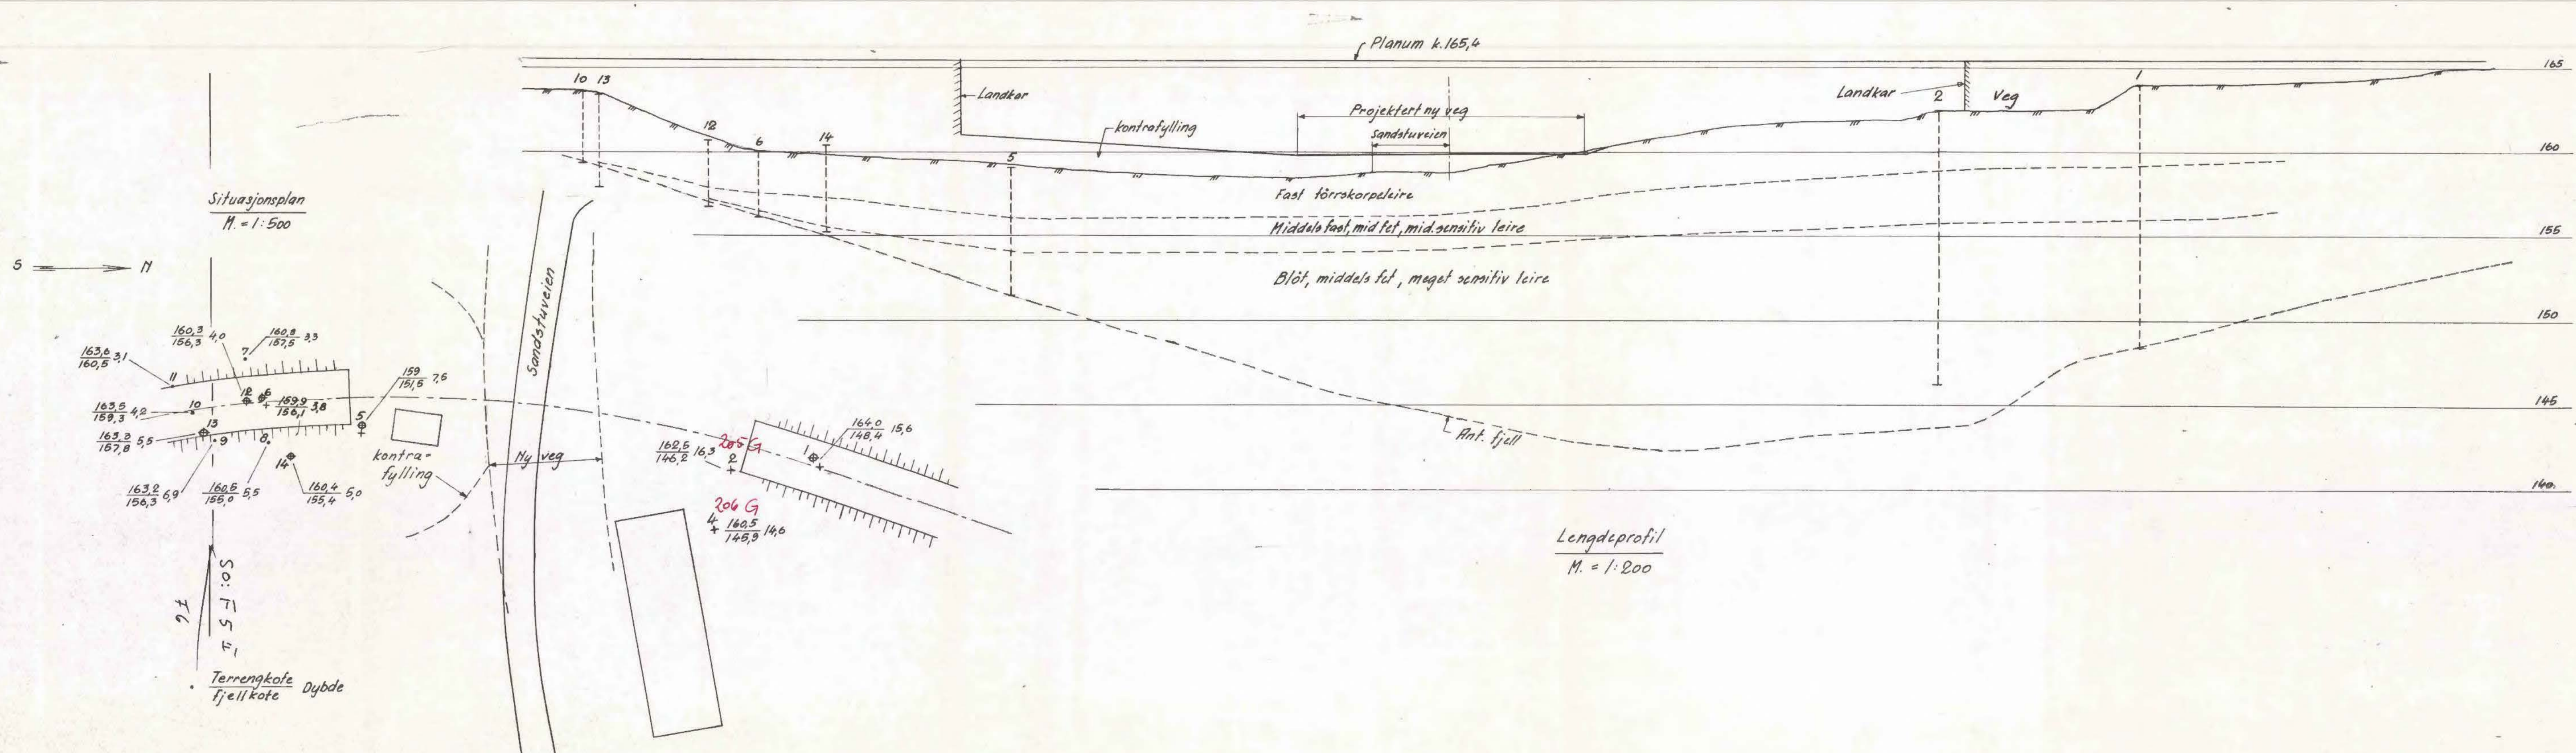 Planum k.165,4
165
10 13
1
Landkar
Landkar
2
Veg
Projektert ny veg
12
kontrafylling
Sandstuveien
6
14
5
160
Situasjonsplan
M. = 1:500
Fast törrskorpeleire
Middels fast, mid fet, mid. sensitiv leire
155
S
N
Blöt, middels fet, meget sensitiv leire
Sandstuveien
150
160,3
156,3 4,0
160,8
157,5 3,3
7
163,6
160,5 3,1
11
159
151,5 7,5
12
6
159,9
156,1 3,8
163,5
159,3 4,2
10
5
145
13
163,3
157,8 5,5
9
8
164,0
148,4 15,6
1
Ant. fjell
162,5
146,2 16,3
205 G
2
14
kontra-
fylling
Ny veg
163,2
156,3 6,9
160,5
155,0 5,5
160,4
155,4 5,0
140
206 G
4
160,5
145,9 14,6
Lengdeprofil
M. = 1:200
Terrengkote
Fjellkote Dybde